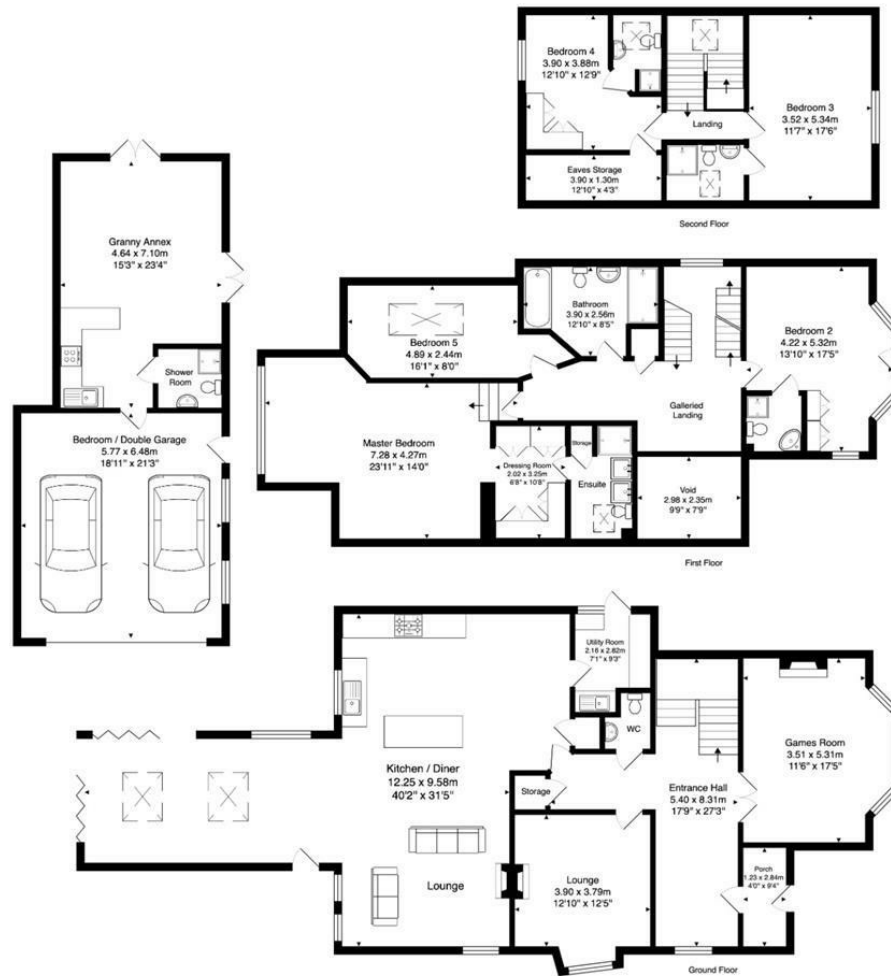 Bedroom 4
3.90 x 3.88m
12'10" x 12'9"
Bedroom 3
3.52 x 5.34m
11'7" x 17'6"
Landing
Eaves Storage
3.90 x 1.30m
12'10" x 4'3"
Second Floor
Granny Annex
4.64 x 7.10m
15'3" x 23'4"
Shower
Room
Bedroom / Double Garage
5.77 x 6.48m
18'11" x 21'3"
Bathroom
3.90 x 2.56m
12'10" x 8'5"
Bedroom 5
4.89 x 2.44m
16'1" x 8'0"
Bedroom 2
4.22 x 5.32m
13'10" x 17'5"
Galleried
Landing
Master Bedroom
7.28 x 4.27m
23'11" x 14'0"
Storage
Dressing Room
2.02 x 3.25m
6'8" x 10'8"
Ensuite
Void
2.98 x 2.35m
9'9" x 7'9"
First Floor
Utility Room
2.16 x 2.82m
7'1" x 9'3"
WC
Games Room
3.51 x 5.31m
11'6" x 17'5"
Kitchen / Diner
12.25 x 9.58m
40'2" x 31'5"
Storage
Entrance Hall
5.40 x 8.31m
17'9" x 27'3"
Lounge
Lounge
3.90 x 3.79m
12'10" x 12'5"
Porch
1.23 x 2.84m
4'0" x 9'4"
Ground Floor